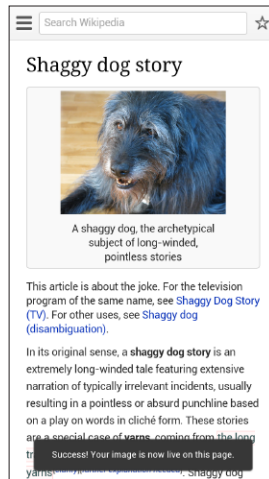 Search Wikipedia
Shaggy dog story
A shaggy dog, the archetypical
subject of long-winded,
pointless stories
This article is about the joke. For the television
program of the same name, see Shaggy Dog Story
(TV). For other uses, see Shaggy dog
(disambiguation).
In its original sense, a shaggy dog story is an
extremely long-winded tale featuring extensive
narration of typically irrelevant incidents, usually
resulting in a pointless or absurd punchline based
on a play on words in cliché form. These stories
are a special case of yarns, coming from the long
Success! Your image is now live on this page.
yarns. Shaggy dog